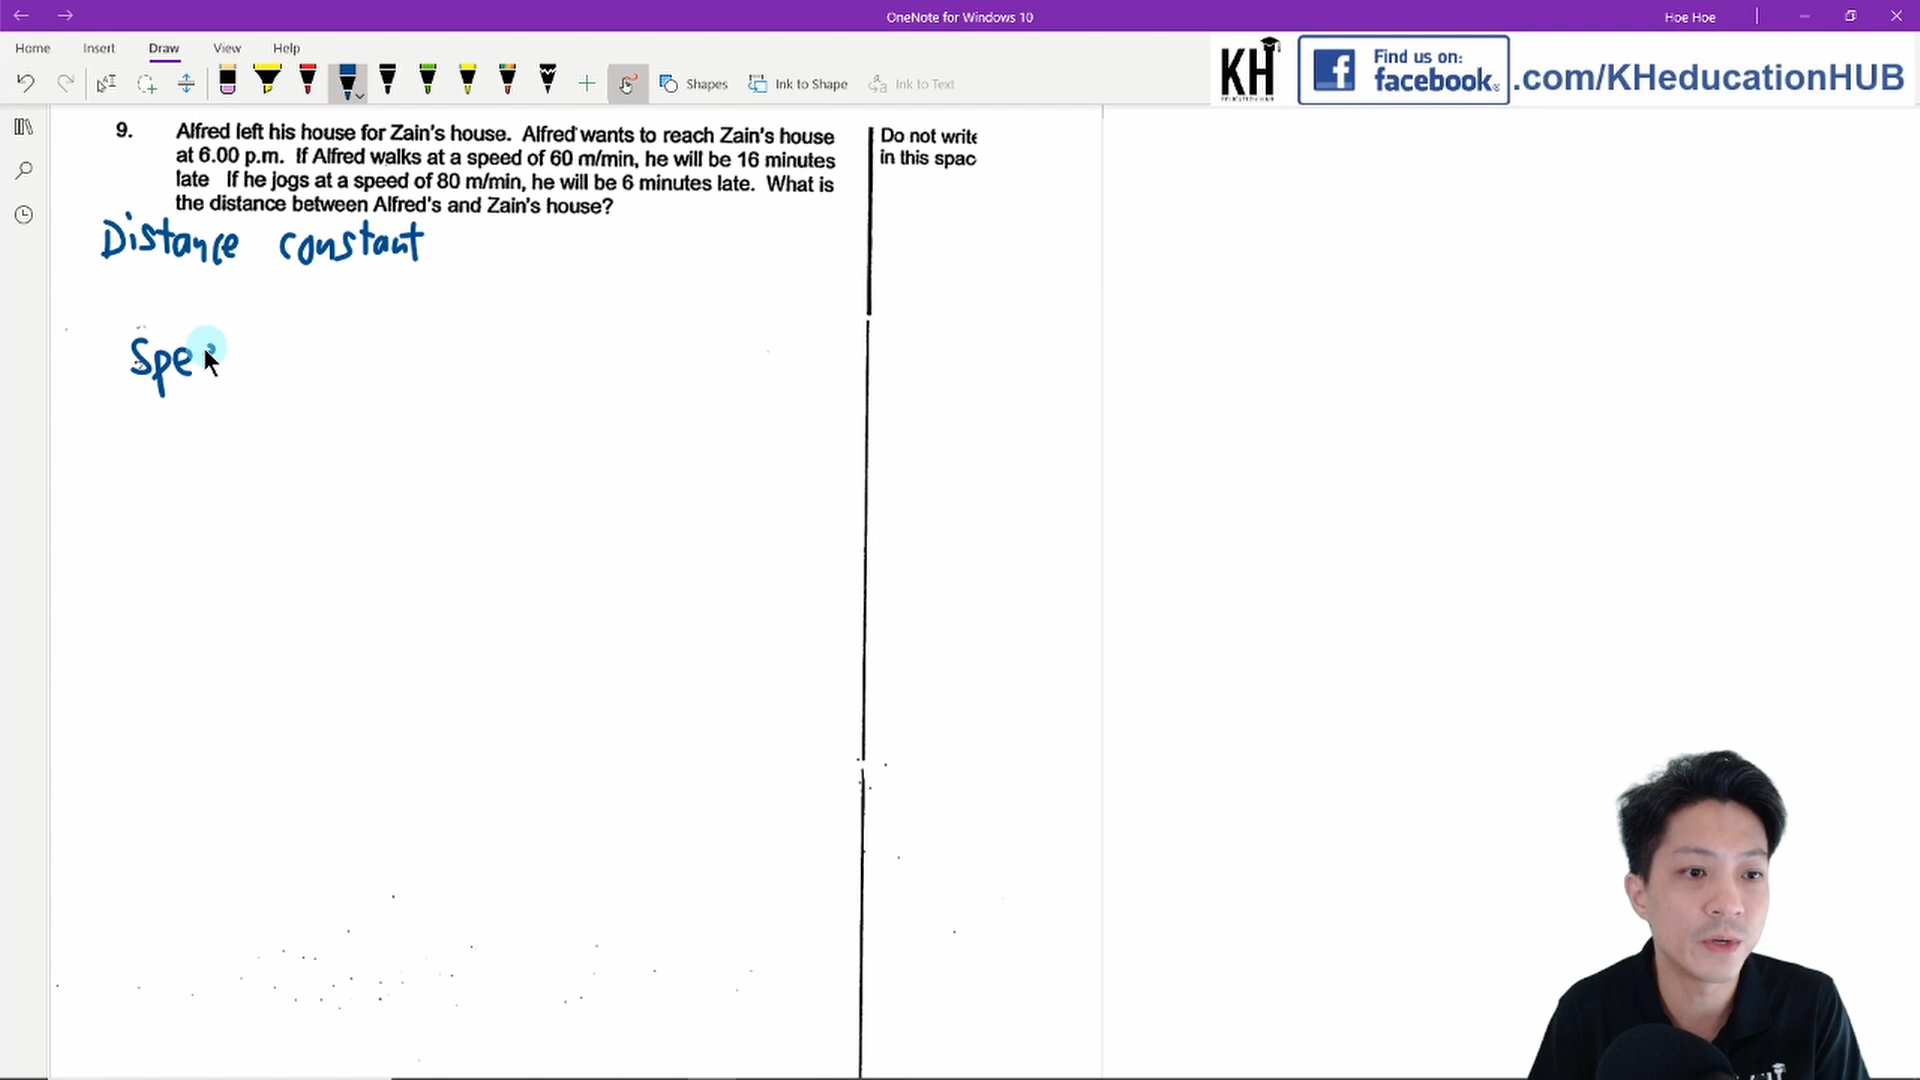 OneNote for Windows 10
Hoe Hoe
Home Insert Draw View Help
Shapes
Ink to Shape
Ink to Text
KH
Find us on:
facebook.
.com/KHeducationHUB
9. Alfred left his house for Zain's house. Alfred wants to reach Zain's house
at 6.00 p.m. If Alfred walks at a speed of 60 m/min, he will be 16 minutes
late If he jogs at a speed of 80 m/min, he will be 6 minutes late. What is
the distance between Alfred's and Zain's house?
Do not write
in this spac
Distance constant
Spe